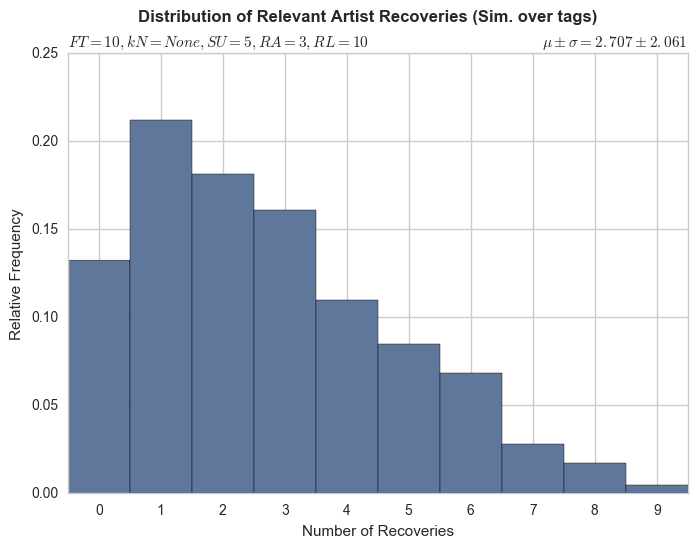 Distribution of Relevant Artist Recoveries (Sim. over tags)
FT = 10, kN = None, SU = 5, RA = 3, RL = 10
μ ± σ = 2.707 ± 2.061
0.25
0.20
0.15
0.10
0.05
0.00
Relative Frequency
0 1 2 3 4 5 6 7 8 9
Number of Recoveries